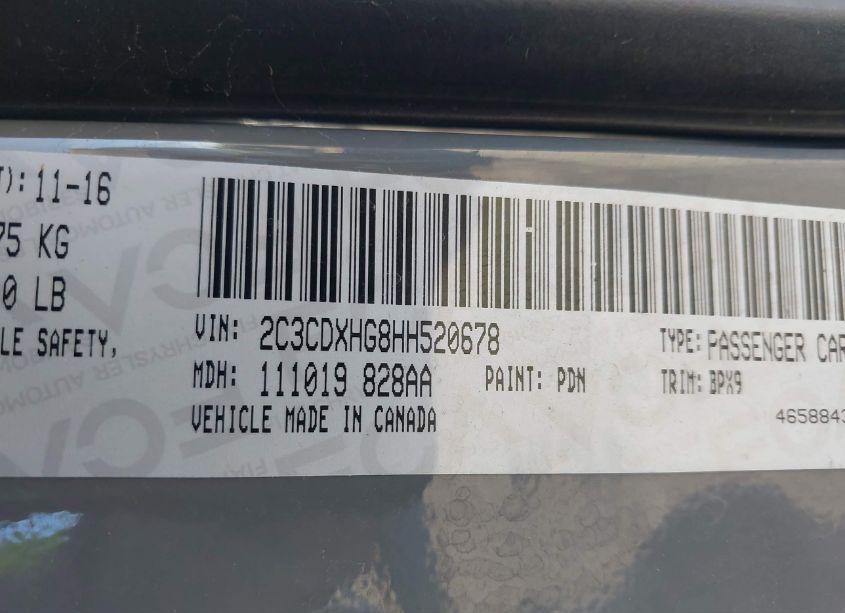 T): 11-16
75 KG
0 LB
LE SAFETY,
VIN: 2C3CDXHG8HH520678
TYPE: PASSENGER CAR
MDH: 111019 828AA
PAINT: PDN
TRIM: BPX9
VEHICLE MADE IN CANADA
4658843